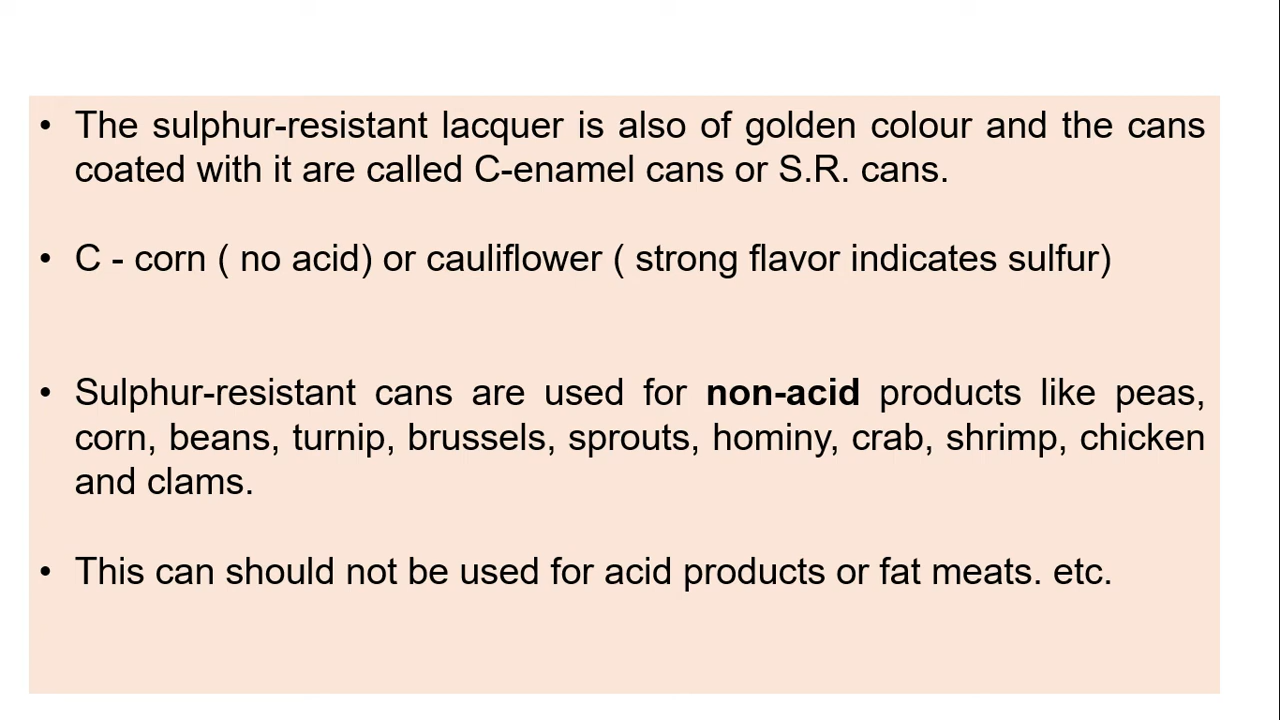 • The sulphur-resistant lacquer is also of golden colour and the cans
coated with it are called C-enamel cans or S.R. cans.
• C - corn ( no acid) or cauliflower ( strong flavor indicates sulfur)
• Sulphur-resistant cans are used for non-acid products like peas,
corn, beans, turnip, brussels, sprouts, hominy, crab, shrimp, chicken
and clams.
• This can should not be used for acid products or fat meats. etc.